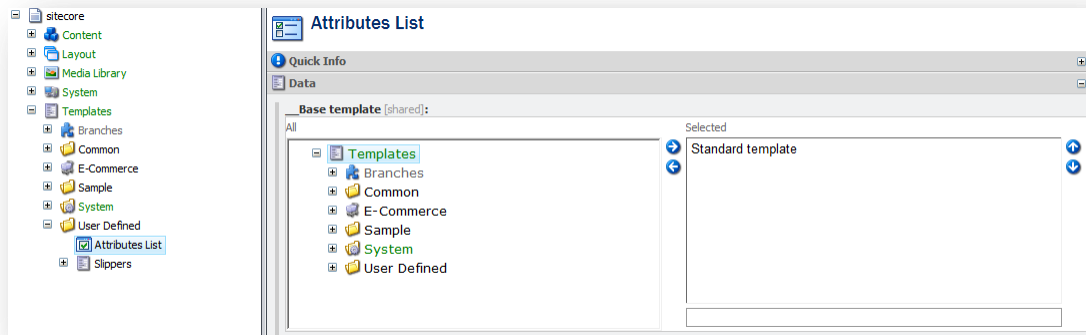 sitecore
Content
Layout
Media Library
System
Templates
Branches
Common
E-Commerce
Sample
System
User Defined
Attributes List
Slippers
Attributes List
Quick Info
Data
__Base template [shared]:
All
Templates
Branches
Common
E-Commerce
Sample
System
User Defined
Selected
Standard template